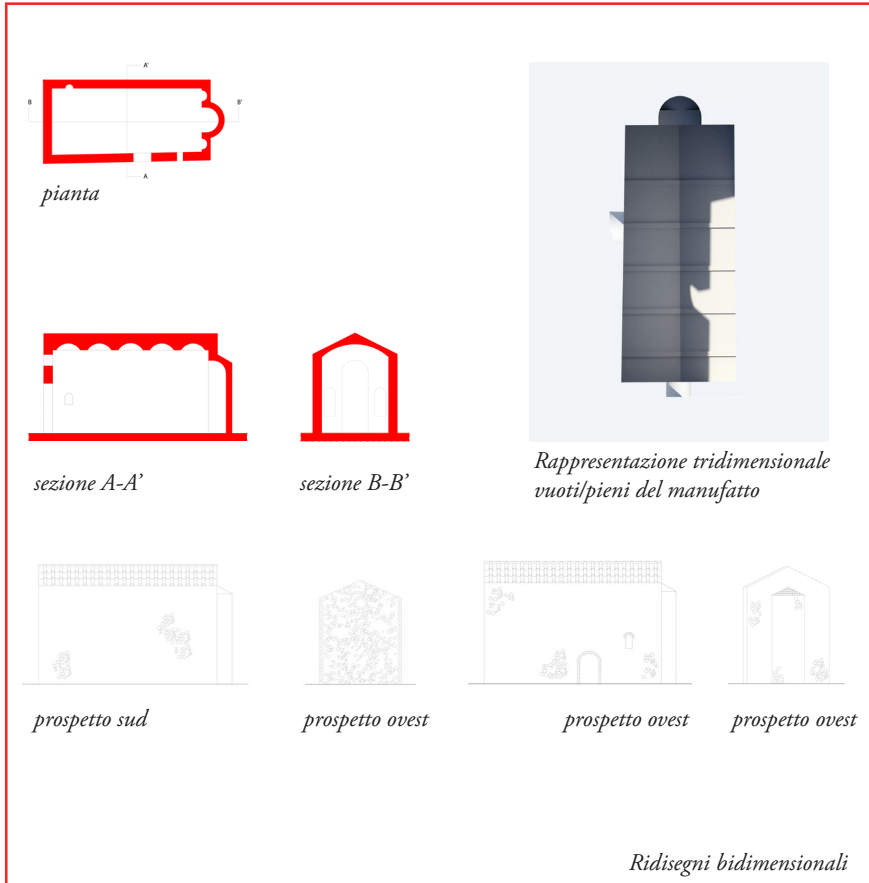 A'
B
B'
A
pianta
sezione A-A’
sezione B-B’
Rappresentazione tridimensionale
vuoti/pieni del manufatto
prospetto sud
prospetto ovest
prospetto ovest
prospetto ovest
Ridisegni bidimensionali